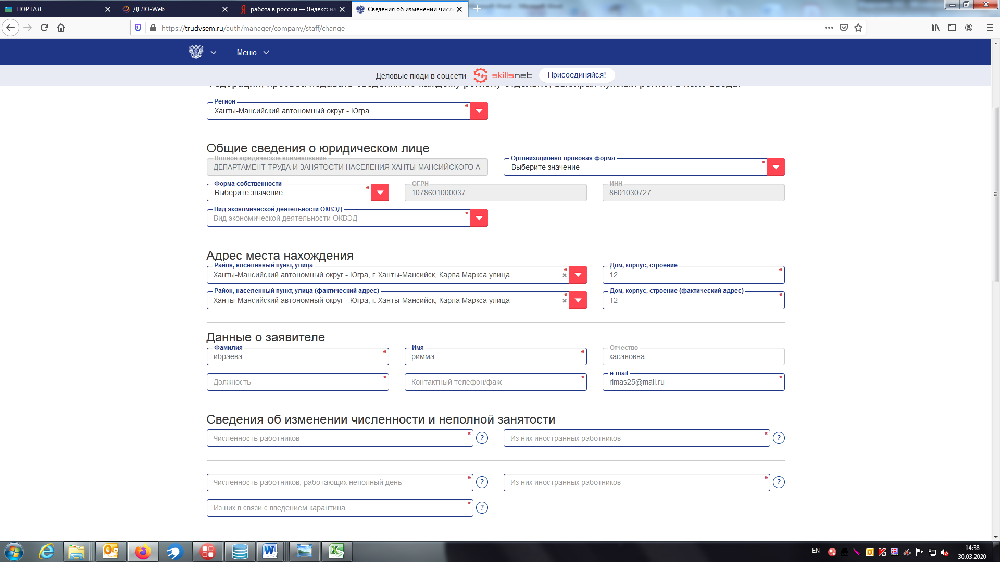 ПОРТАЛ
ДЕЛО-Web
работа в россии — Яндекс: на
Сведения об изменении числ
https://trudvsem.ru/auth/manager/company/staff/change
Меню
Деловые люди в соцсети skillsnet Присоединяйся!
Регион
Ханты-Мансийский автономный округ - Югра
Общие сведения о юридическом лице
Полное юридическое наименование
ДЕПАРТАМЕНТ ТРУДА И ЗАНЯТОСТИ НАСЕЛЕНИЯ ХАНТЫ-МАНСИЙСКОГО АВ
Организационно-правовая форма
Выберите значение
Форма собственности
Выберите значение
ОГРН
1078601000037
ИНН
8601030727
Вид экономической деятельности ОКВЭД
Вид экономической деятельности ОКВЭД
Адрес места нахождения
Район, населенный пункт, улица
Ханты-Мансийский автономный округ - Югра, г. Ханты-Мансийск, Карла Маркса улица
Дом, корпус, строение
12
Район, населенный пункт, улица (фактический адрес)
Ханты-Мансийский автономный округ - Югра, г. Ханты-Мансийск, Карла Маркса улица
Дом, корпус, строение (фактический адрес)
12
Данные о заявителе
Фамилия
ибраева
Имя
римма
Отчество
хасановна
Должность
Контактный телефон/факс
e-mail
rimas25@mail.ru
Сведения об изменении численности и неполной занятости
Численность работников
?
Из них иностранных работников
?
Численность работников, работающих неполный день
?
Из них иностранных работников
?
Из них в связи с введением карантина
?
EN
14:38
30.03.2020